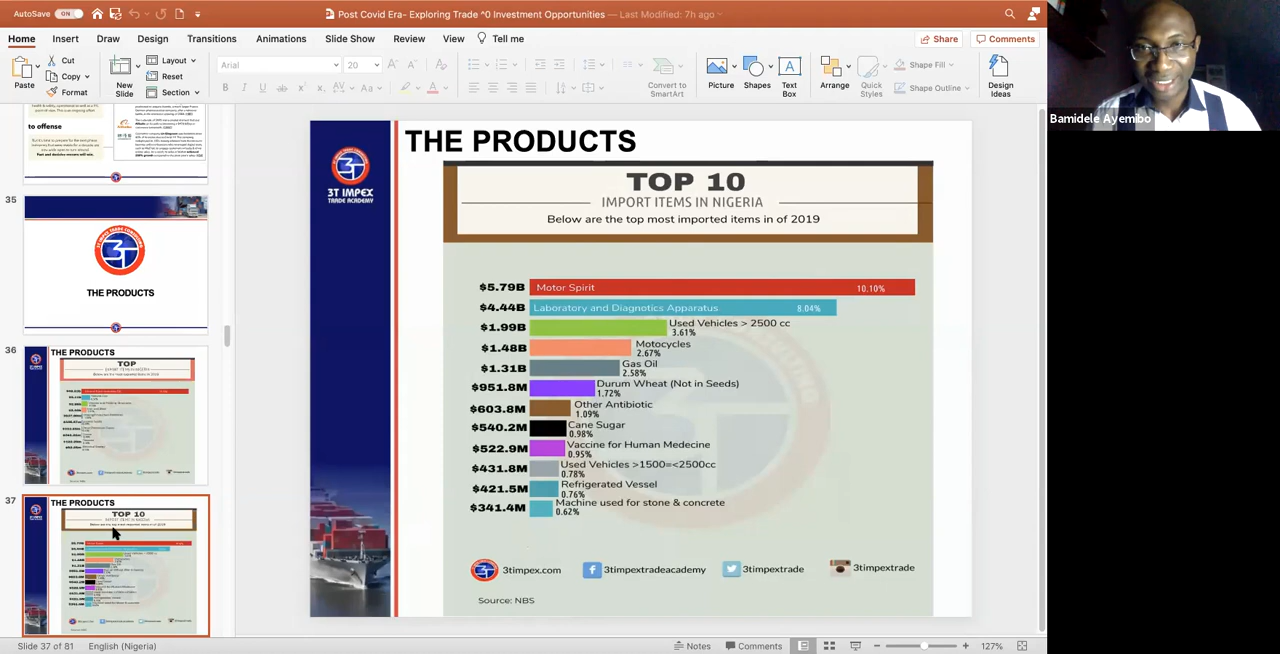 AutoSave ON
Post Covid Era- Exploring Trade ^0 Investment Opportunities — Last Modified: 7h ago
Home Insert Draw Design Transitions Animations Slide Show Review View Tell me
Share Comments
Paste
Cut
Copy
Format
New Slide
Layout
Reset
Section
Arial 20
B I U ab
Convert to SmartArt
Picture
Shapes
Text Box
Arrange
Quick Styles
Shape Fill
Shape Outline
Design Ideas
Bamidele Ayemibo
to offense
35
THE PRODUCTS
36
THE PRODUCTS
TOP
37
THE PRODUCTS
TOP 10
THE PRODUCTS
3T IMPEX
TRADE ACADEMY
TOP 10
IMPORT ITEMS IN NIGERIA
Below are the top most imported items in of 2019
$5.79B Motor Spirit 10.10%
$4.44B Laboratory and Diagnotics Apparatus 8.04%
$1.99B Used Vehicles > 2500 cc 3.61%
$1.48B Motocycles 2.67%
$1.31B Gas Oil 2.58%
$951.8M Durum Wheat (Not in Seeds) 1.72%
$603.8M Other Antibiotic 1.09%
$540.2M Cane Sugar 0.98%
$522.9M Vaccine for Human Medecine 0.95%
$431.8M Used Vehicles >1500=<2500cc 0.78%
$421.5M Refrigerated Vessel 0.76%
$341.4M Machine used for stone & concrete 0.62%
3timpex.com 3timpextradeacademy 3timpextrade 3timpextrade
Source: NBS
Slide 37 of 81 English (Nigeria)
Notes Comments 127%